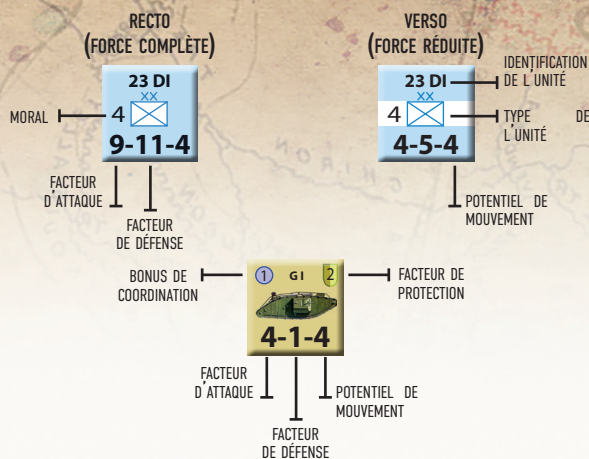 RECTO
(FORCE COMPLÈTE)
23 DI
XX
4
9-11-4
MORAL
FACTEUR
D'ATTAQUE
FACTEUR
DE DÉFENSE
VERSO
(FORCE RÉDUITE)
23 DI
XX
4
4-5-4
IDENTIFICATION
DE L'UNITÉ
TYPE DE
L'UNITÉ
POTENTIEL DE
MOUVEMENT
BONUS DE
COORDINATION
1 GI 2
4-1-4
FACTEUR DE
PROTECTION
FACTEUR
D'ATTAQUE
FACTEUR
DE DÉFENSE
POTENTIEL DE
MOUVEMENT